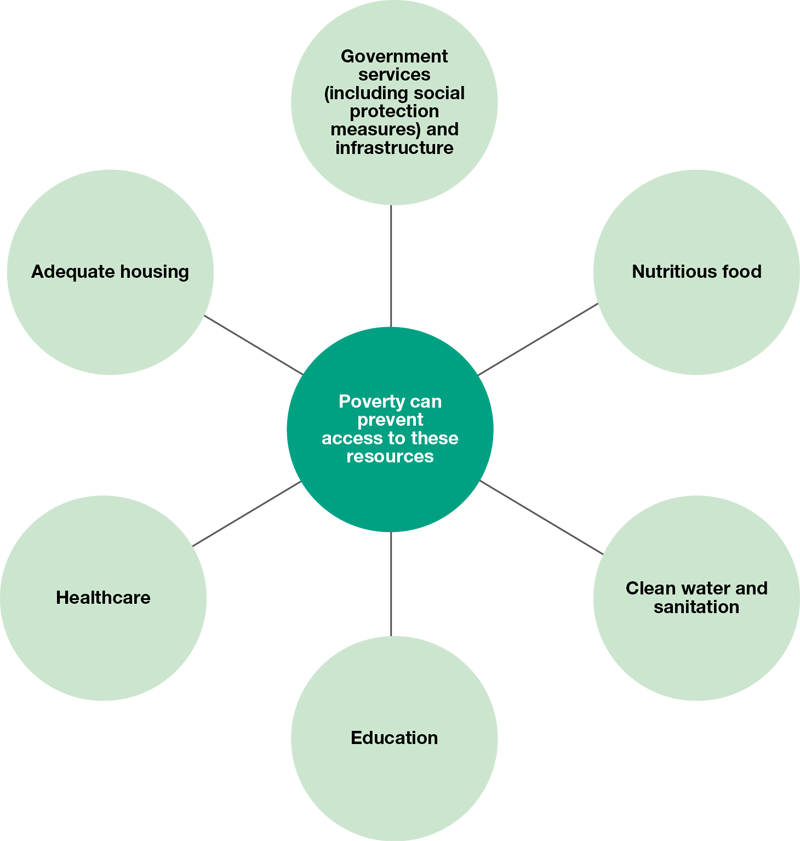 Government
services
(including social
protection
measures) and
infrastructure
Adequate housing
Nutritious food
Poverty can
prevent
access to these
resources
Healthcare
Clean water and
sanitation
Education